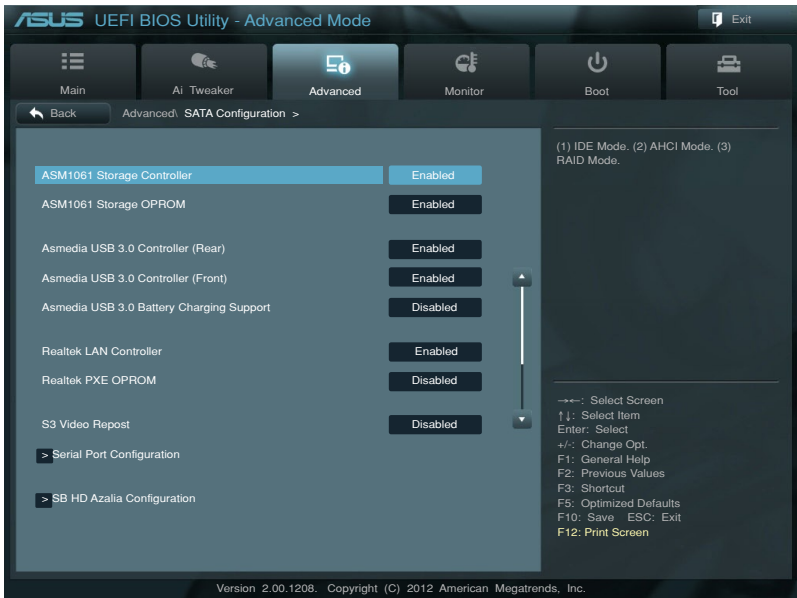 ASUS UEFI BIOS Utility - Advanced Mode
Exit
Main
Ai Tweaker
Advanced
Monitor
Boot
Tool
Back
Advanced\ SATA Configuration >
ASM1061 Storage Controller Enabled
ASM1061 Storage OPROM Enabled
Asmedia USB 3.0 Controller (Rear) Enabled
Asmedia USB 3.0 Controller (Front) Enabled
Asmedia USB 3.0 Battery Charging Support Disabled
Realtek LAN Controller Enabled
Realtek PXE OPROM Disabled
S3 Video Repost Disabled
> Serial Port Configuration
> SB HD Azalia Configuration
(1) IDE Mode. (2) AHCI Mode. (3)
RAID Mode.
→←: Select Screen
↑↓: Select Item
Enter: Select
+/-: Change Opt.
F1: General Help
F2: Previous Values
F3: Shortcut
F5: Optimized Defaults
F10: Save ESC: Exit
F12: Print Screen
Version 2.00.1208. Copyright (C) 2012 American Megatrends, Inc.